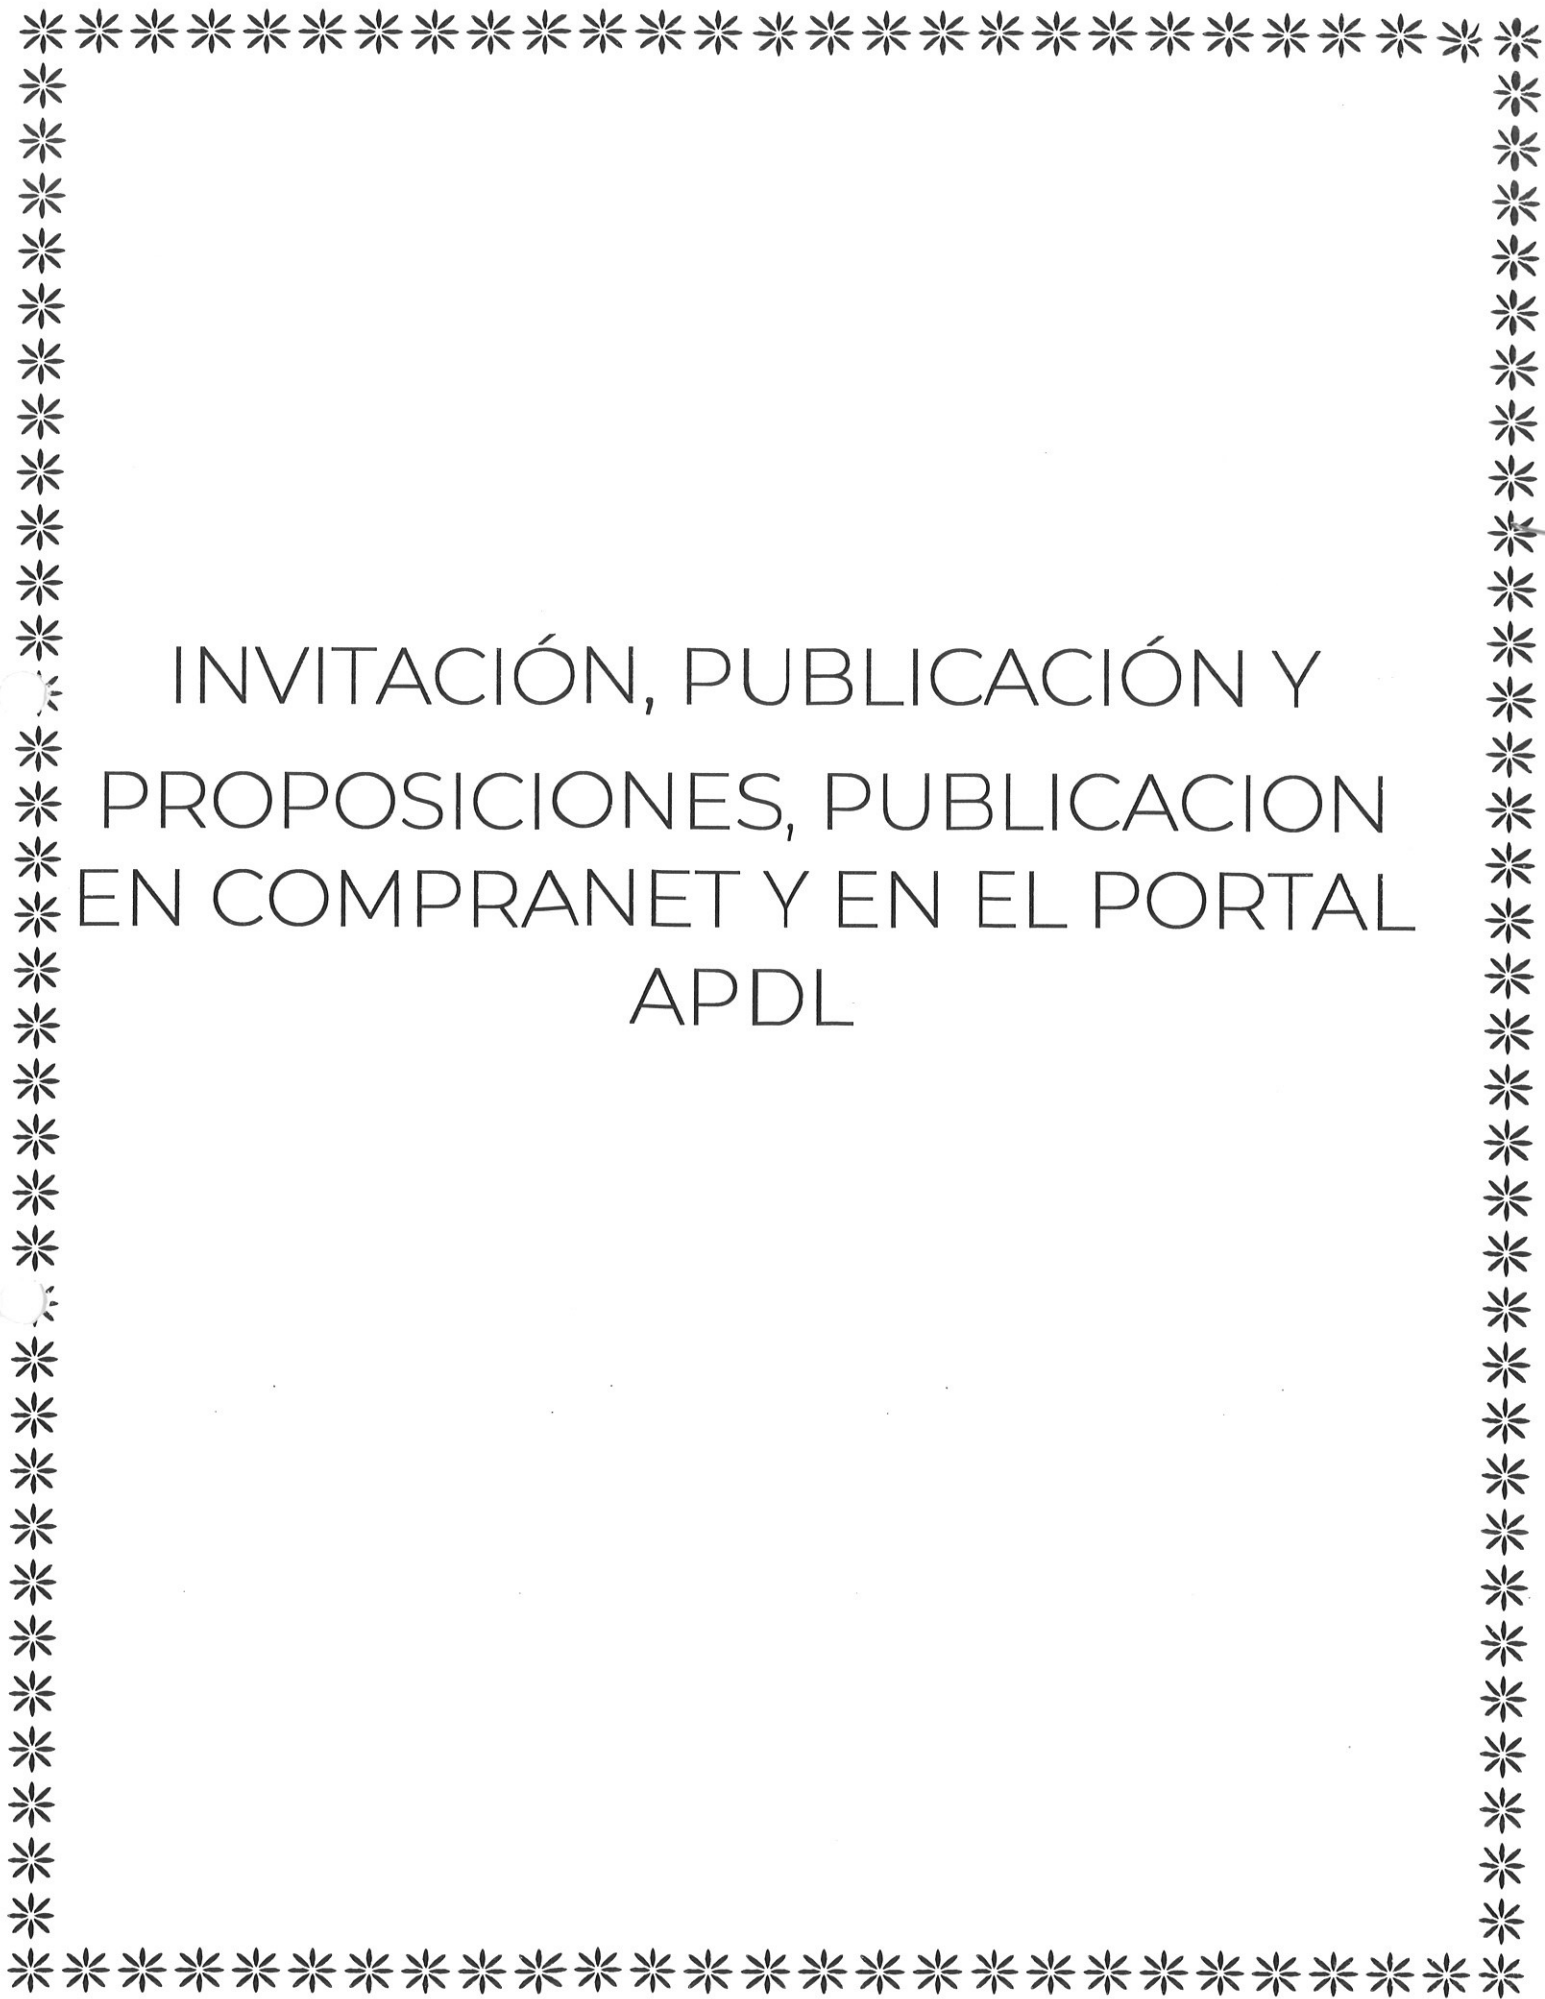 INVITACIÓN, PUBLICACIÓN Y
PROPOSICIONES, PUBLICACION
EN COMPRANET Y EN EL PORTAL
APDL